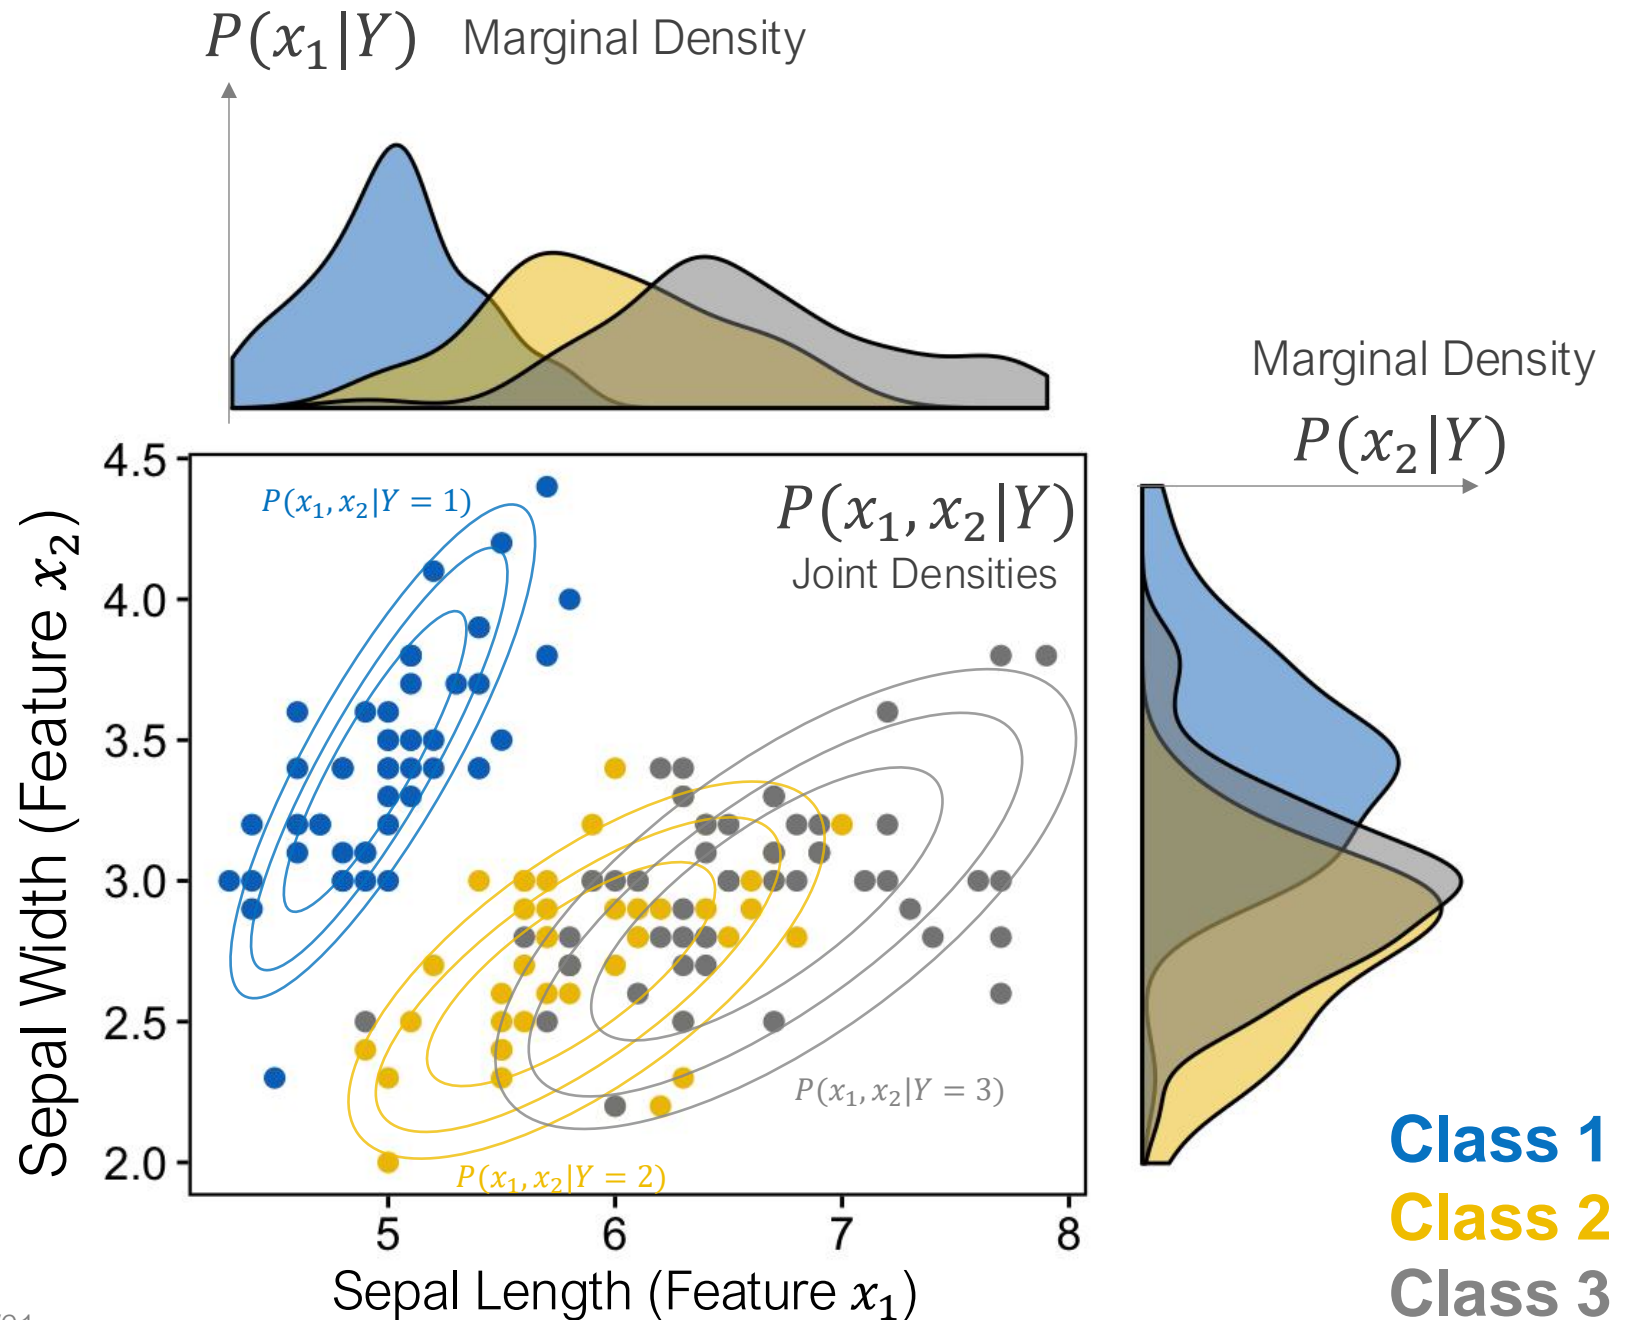 P(x₁|Y) Marginal Density
Marginal Density
P(x₂|Y)
P(x₁, x₂|Y = 1)
P(x₁, x₂|Y)
Joint Densities
P(x₁, x₂|Y = 3)
P(x₁, x₂|Y = 2)
4.5
4.0
3.5
3.0
2.5
2.0
Sepal Width (Feature x₂)
5 6 7 8
Sepal Length (Feature x₁)
Class 1
Class 2
Class 3